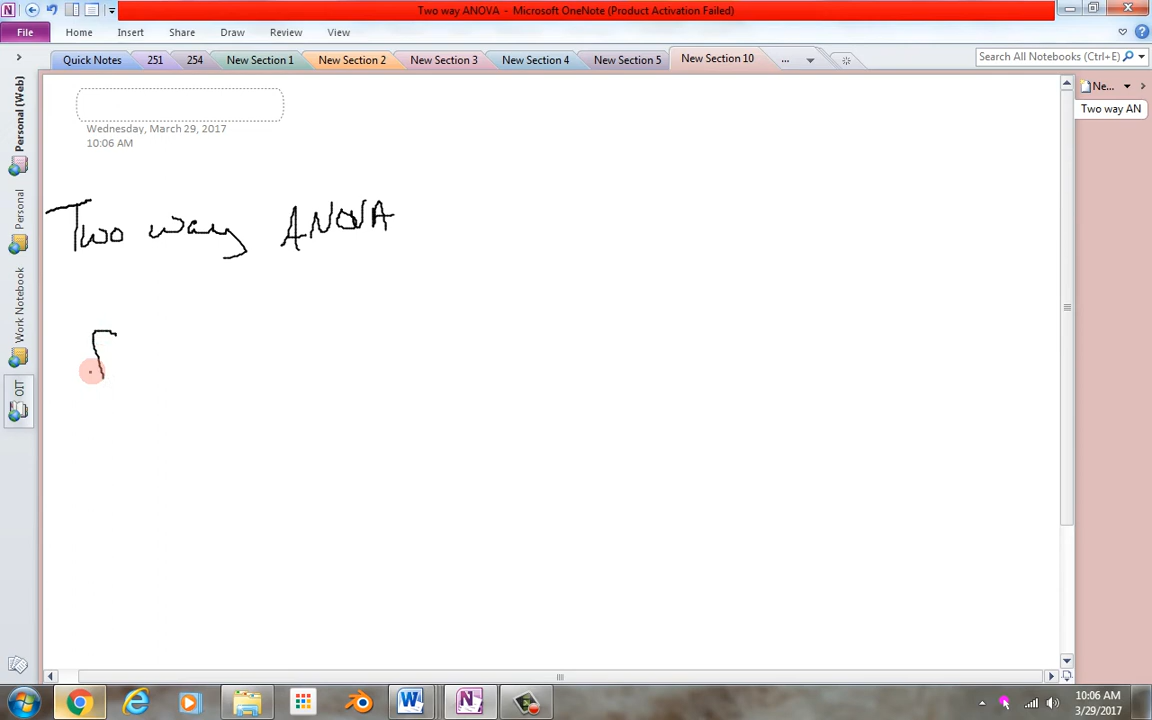 Two way ANOVA - Microsoft OneNote (Product Activation Failed)
File Home Insert Share Draw Review View
Quick Notes 251 254 New Section 1 New Section 2 New Section 3 New Section 4 New Section 5 New Section 10 ... Search All Notebooks (Ctrl+E)
Ne...
Two way AN
Personal (Web)
Personal
Work Notebook
OIT
Wednesday, March 29, 2017
10:06 AM
Two way ANOVA
10:06 AM
3/29/2017